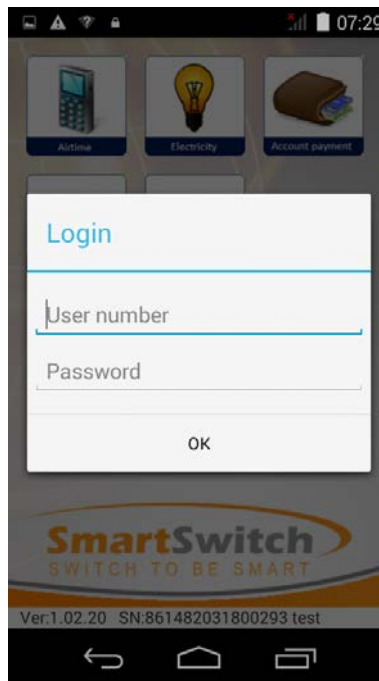 07:29
Airtime
Electricity
Account payment
Login
User number
Password
OK
SmartSwitch
SWITCH TO BE SMART
Ver:1.02.20 SN:861482031800293 test